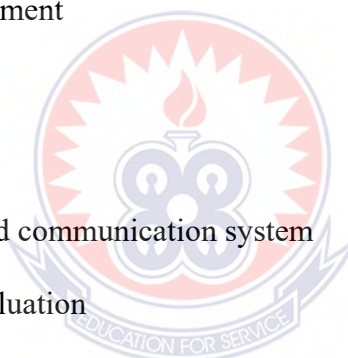 ment
d communication system
luation
EDUCATION FOR SERVICE